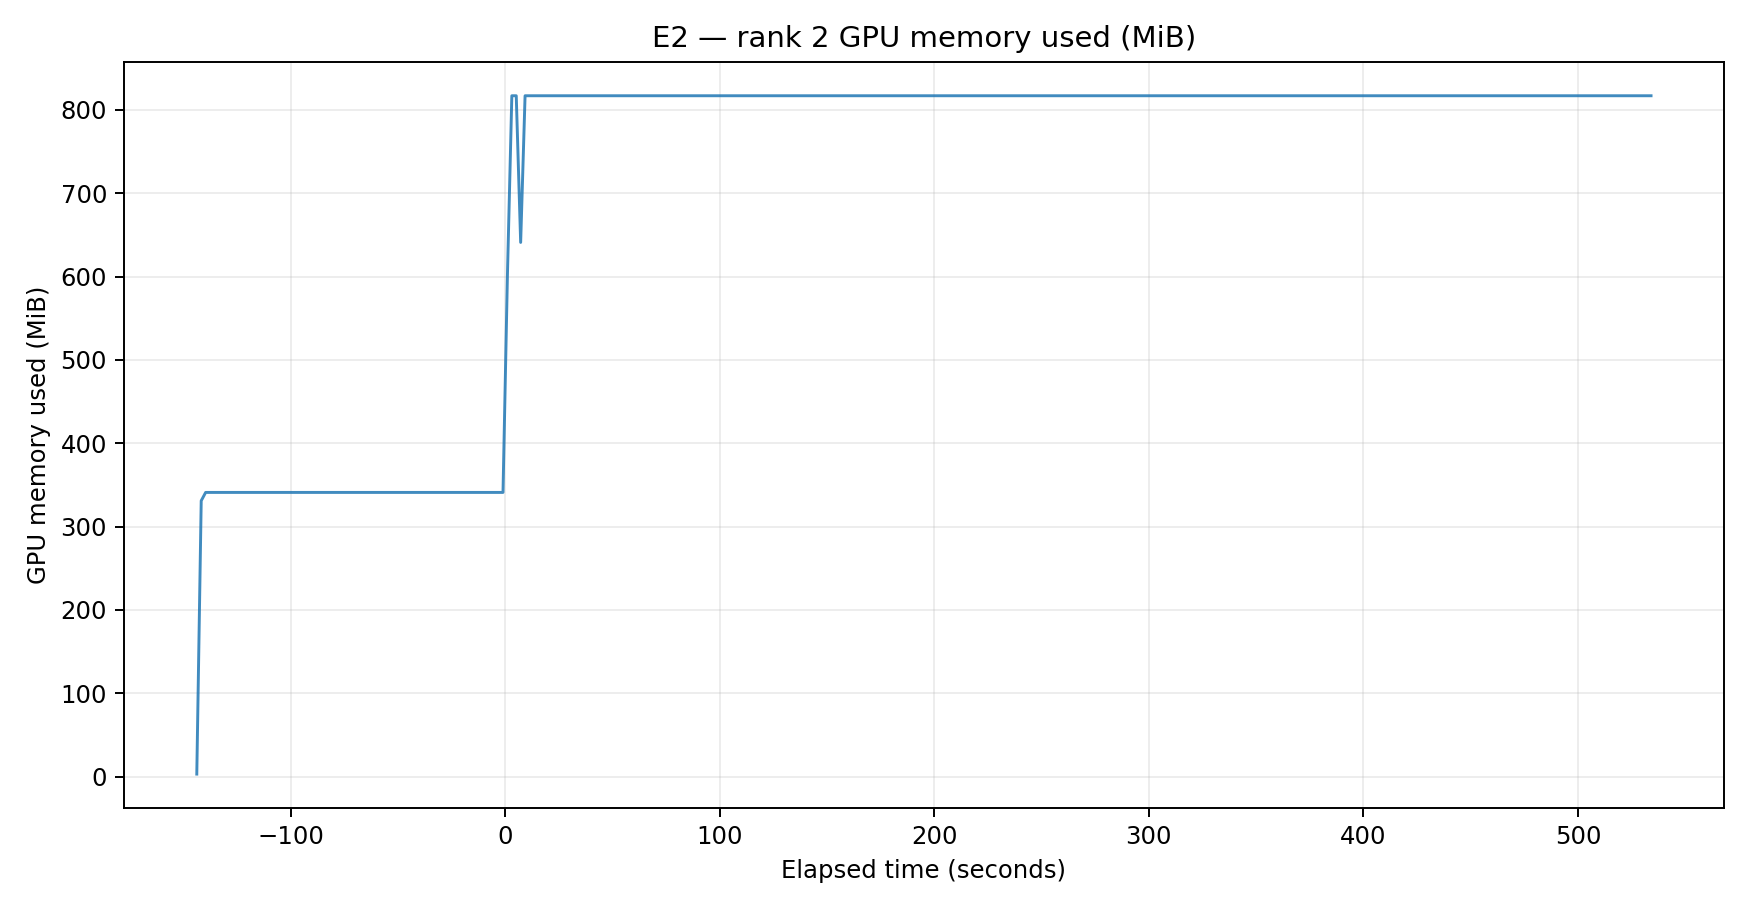 E2 — rank 2 GPU memory used (MiB)
GPU memory used (MiB)
800
700
600
500
400
300
200
100
0
−100 0 100 200 300 400 500
Elapsed time (seconds)